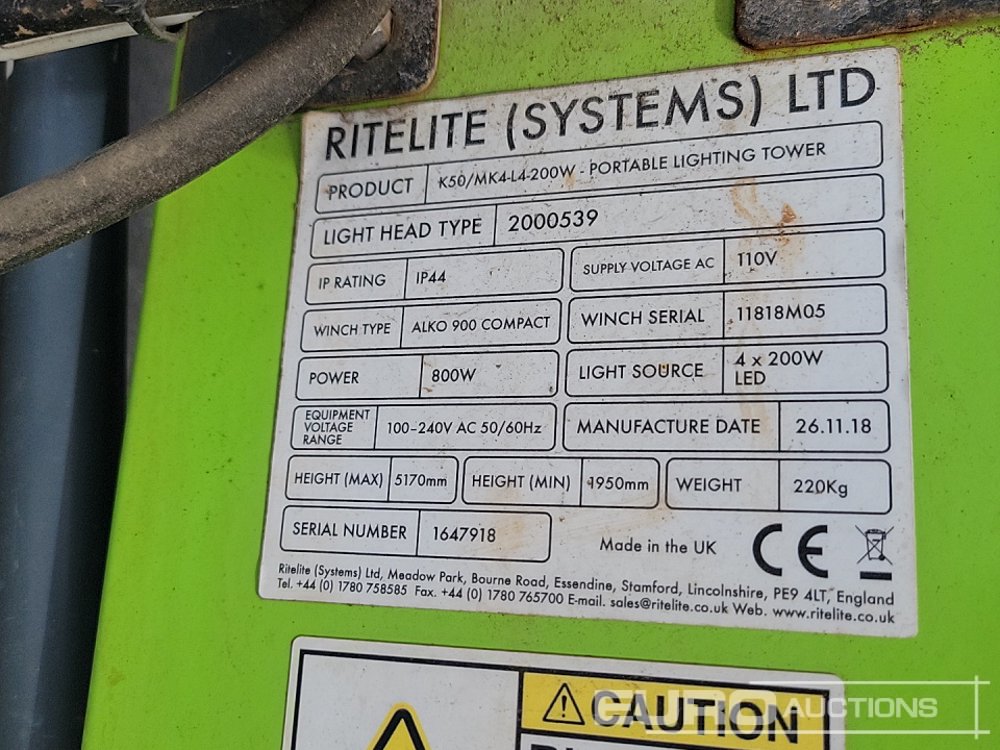 RITELITE (SYSTEMS) LTD
PRODUCT K50/MK4-L4-200W - PORTABLE LIGHTING TOWER
LIGHT HEAD TYPE 2000539
IP RATING IP44 SUPPLY VOLTAGE AC 110V
WINCH TYPE ALKO 900 COMPACT WINCH SERIAL 11818M05
POWER 800W LIGHT SOURCE 4 x 200W
LED
EQUIPMENT
VOLTAGE
RANGE
100-240V AC 50/60Hz MANUFACTURE DATE 26.11.18
HEIGHT (MAX) 5170mm HEIGHT (MIN) 1950mm WEIGHT 220Kg
SERIAL NUMBER 1647918 Made in the UK CE
Ritelite (Systems) Ltd, Meadow Park, Bourne Road, Essendine, Stamford, Lincolnshire, PE9 4LT, England
Tel. +44 (0) 1780 758585 Fax. +44 (0) 1780 765700 E-mail. sales@ritelite.co.uk Web. www.ritelite.co.uk
CAUTION
EURO AUCTIONS